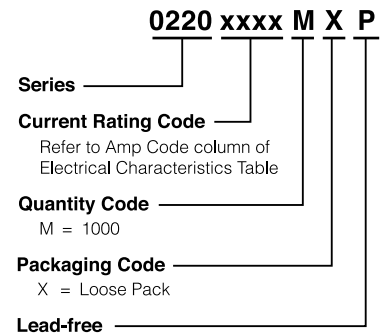 0220 xxxx M X P
Series
Current Rating Code
Refer to Amp Code column of
Electrical Characteristics Table
Quantity Code
M = 1000
Packaging Code
X = Loose Pack
Lead-free